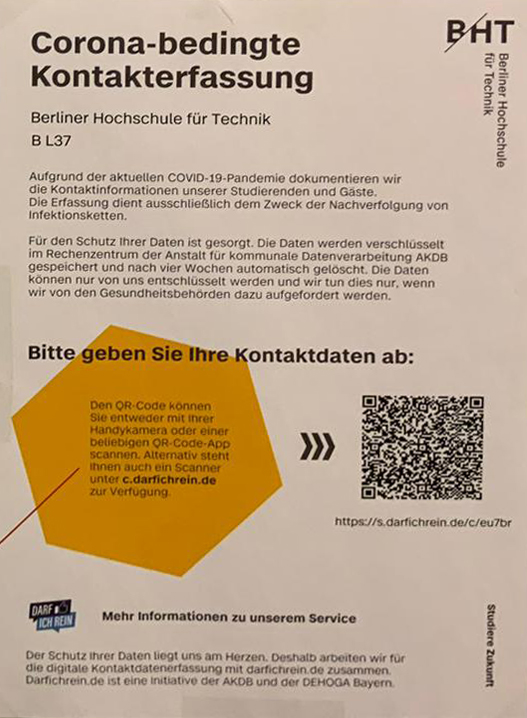 Corona-bedingte
Kontakterfassung
BHT
Berliner Hochschule
für Technik
Berliner Hochschule für Technik
B L37
Aufgrund der aktuellen COVID-19-Pandemie dokumentieren wir
die Kontaktinformationen unserer Studierenden und Gäste.
Die Erfassung dient ausschließlich dem Zweck der Nachverfolgung von
Infektionsketten.
Für den Schutz Ihrer Daten ist gesorgt. Die Daten werden verschlüsselt
im Rechenzentrum der Anstalt für kommunale Datenverarbeitung AKDB
gespeichert und nach vier Wochen automatisch gelöscht. Die Daten
können nur von uns entschlüsselt werden und wir tun dies nur, wenn
wir von den Gesundheitsbehörden dazu aufgefordert werden.
Bitte geben Sie Ihre Kontaktdaten ab:
Den QR-Code können
Sie entweder mit Ihrer
Handykamera oder einer
beliebigen QR-Code-App
scannen. Alternativ steht
Ihnen auch ein Scanner
unter c.darfichrein.de
zur Verfügung.
https://s.darfichrein.de/c/eu7br
DARF
ICH REIN
Mehr Informationen zu unserem Service
Studiere Zukunft
Der Schutz Ihrer Daten liegt uns am Herzen. Deshalb arbeiten wir für
die digitale Kontaktdatenerfassung mit darfichrein.de zusammen.
Darfichrein.de ist eine Initiative der AKDB und der DEHOGA Bayern.